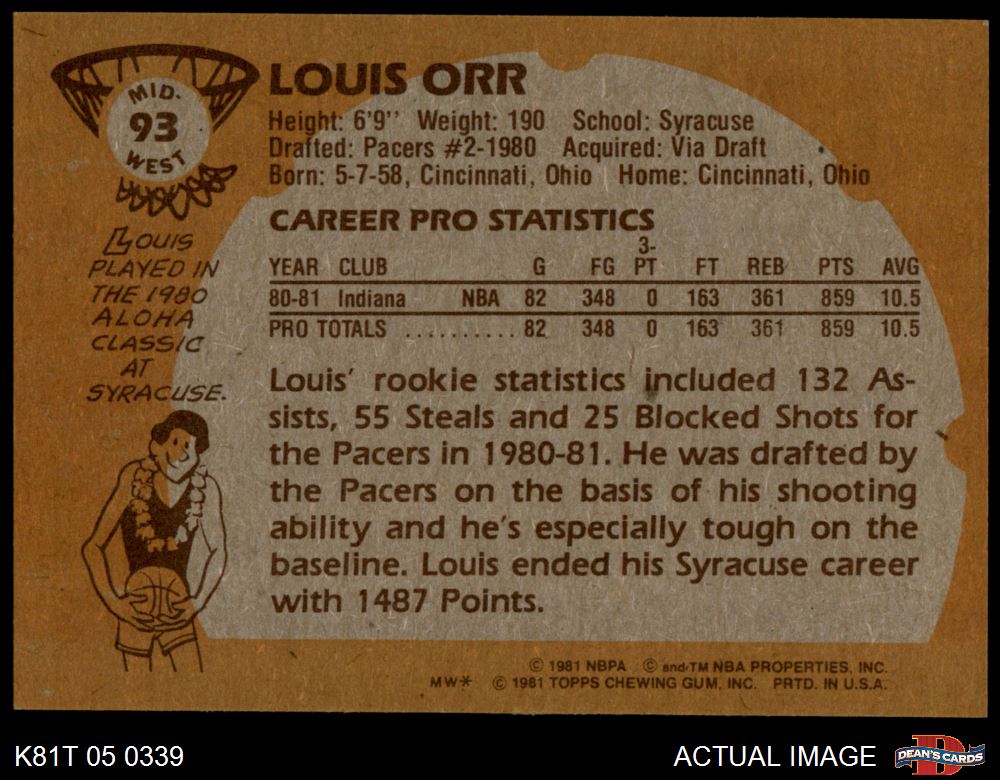 MID-
93
WEST
LOUIS ORR
Height: 6'9'' Weight: 190 School: Syracuse
Drafted: Pacers #2-1980 Acquired: Via Draft
Born: 5-7-58, Cincinnati, Ohio Home: Cincinnati, Ohio
LOUIS
PLAYED IN
THE 1980
ALOHA
CLASSIC
AT
SYRACUSE.
CAREER PRO STATISTICS
YEAR CLUB G FG 3-PT FT REB PTS AVG
80-81 Indiana NBA 82 348 0 163 361 859 10.5
PRO TOTALS .......... 82 348 0 163 361 859 10.5
Louis' rookie statistics included 132 As-
sists, 55 Steals and 25 Blocked Shots for
the Pacers in 1980-81. He was drafted by
the Pacers on the basis of his shooting
ability and he's especially tough on the
baseline. Louis ended his Syracuse career
with 1487 Points.
© 1981 NBPA © and/TM NBA PROPERTIES, INC.
MW* © 1981 TOPPS CHEWING GUM, INC. PRTD. IN U.S.A.
K81T 05 0339 ACTUAL IMAGE DEAN'S CARDS